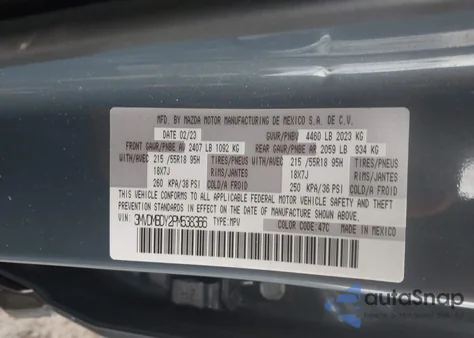 MFD. BY MAZDA MOTOR MANUFACTURING DE MEXICO S.A. DE C.V.
DATE 02/23 GVWR/PNBV 4460 LB 2023 KG
FRONT GAWR/PNBE AV 2407 LB 1092 KG REAR GAWR/PNBE AR 2059 LB 934 KG
WITH/AVEC 215 /55R18 95H TIRES/PNEUS WITH/AVEC 215 /55R18 95H TIRES/PNEUS
18X7J RIMS/JANTES 18X7J RIMS/JANTES
260 KPA/38 PSI COLD/A FROID 250 KPA/36 PSI COLD/A FROID
THIS VEHICLE CONFORMS TO ALL APPLICABLE FEDERAL MOTOR VEHICLE SAFETY AND THEFT
PREVENTION STANDARDS IN EFFECT ON THE DATE OF MANUFACTURE SHOWN ABOVE.
VIN: 3MVDMBDY2PM538366 TYPE:MPV COLOR CODE:47C MADE IN MEXICO
autoSnap